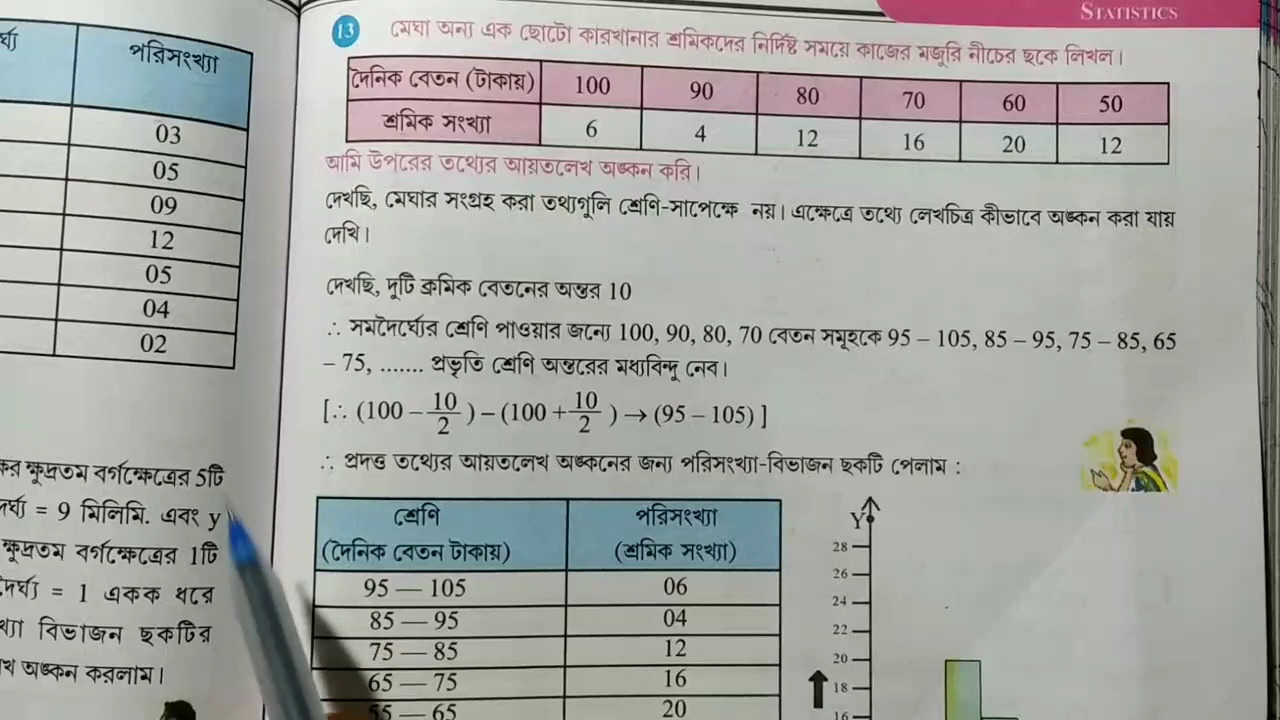 র্ঘ্য
পরিসংখ্যা
03
05
09
12
05
04
02
ক্ষুদ্রতম বর্গক্ষেত্রের 5টি
= 9 মিলিমি. এবং y
ক্ষুদ্রতম বর্গক্ষেত্রের 1টি
= 1 একক ধরে
বিভাজন ছকটির
অঙ্কন করলাম।
STATISTICS
13 মেঘা অন্য এক ছোটো কারখানার শ্রমিকদের নির্দিষ্ট সময়ে কাজের মজুরি নীচের ছকে লিখল।
দৈনিক বেতন (টাকায়) 100 90 80 70 60 50
শ্রমিক সংখ্যা 6 4 12 16 20 12
আমি উপরের তথ্যের আয়তলেখ অঙ্কন করি।
দেখছি, মেঘার সংগ্রহ করা তথ্যগুলি শ্রেণি-সাপেক্ষে নয়। এক্ষেত্রে তথ্যে লেখচিত্র কীভাবে অঙ্কন করা যায়
দেখি।
দেখছি, দুটি ক্রমিক বেতনের অন্তর 10
∴ সমদৈর্ঘ্যের শ্রেণি পাওয়ার জন্যে 100, 90, 80, 70 বেতন সমূহকে 95 – 105, 85 – 95, 75 – 85, 65
– 75, ....... প্রভৃতি শ্রেণি অন্তরের মধ্যবিন্দু নেব।
[∴ (100 – 10/2) – (100 + 10/2) → (95 – 105) ]
∴ প্রদত্ত তথ্যের আয়তলেখ অঙ্কনের জন্য পরিসংখ্যা-বিভাজন ছকটি পেলাম :
শ্রেণি পরিসংখ্যা
(দৈনিক বেতন টাকায়) (শ্রমিক সংখ্যা)
95 — 105 06
85 — 95 04
75 — 85 12
65 — 75 16
55 — 65 20
Y
28
26
24
22
20
18
16